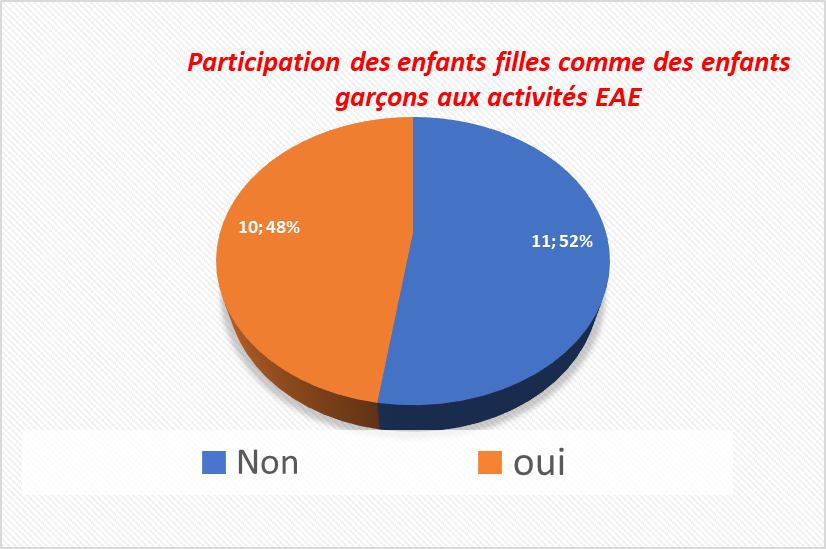 Participation des enfants filles comme des enfants
garçons aux activités EAE
10; 48%
11; 52%
Non
oui